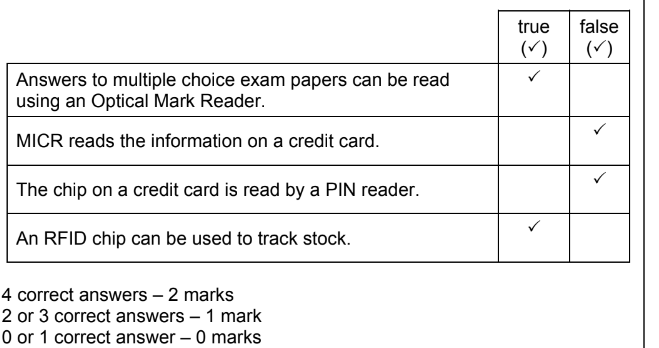 true false
(✓) (✓)
Answers to multiple choice exam papers can be read ✓
using an Optical Mark Reader.
MICR reads the information on a credit card. ✓
The chip on a credit card is read by a PIN reader. ✓
An RFID chip can be used to track stock. ✓
4 correct answers – 2 marks
2 or 3 correct answers – 1 mark
0 or 1 correct answer – 0 marks